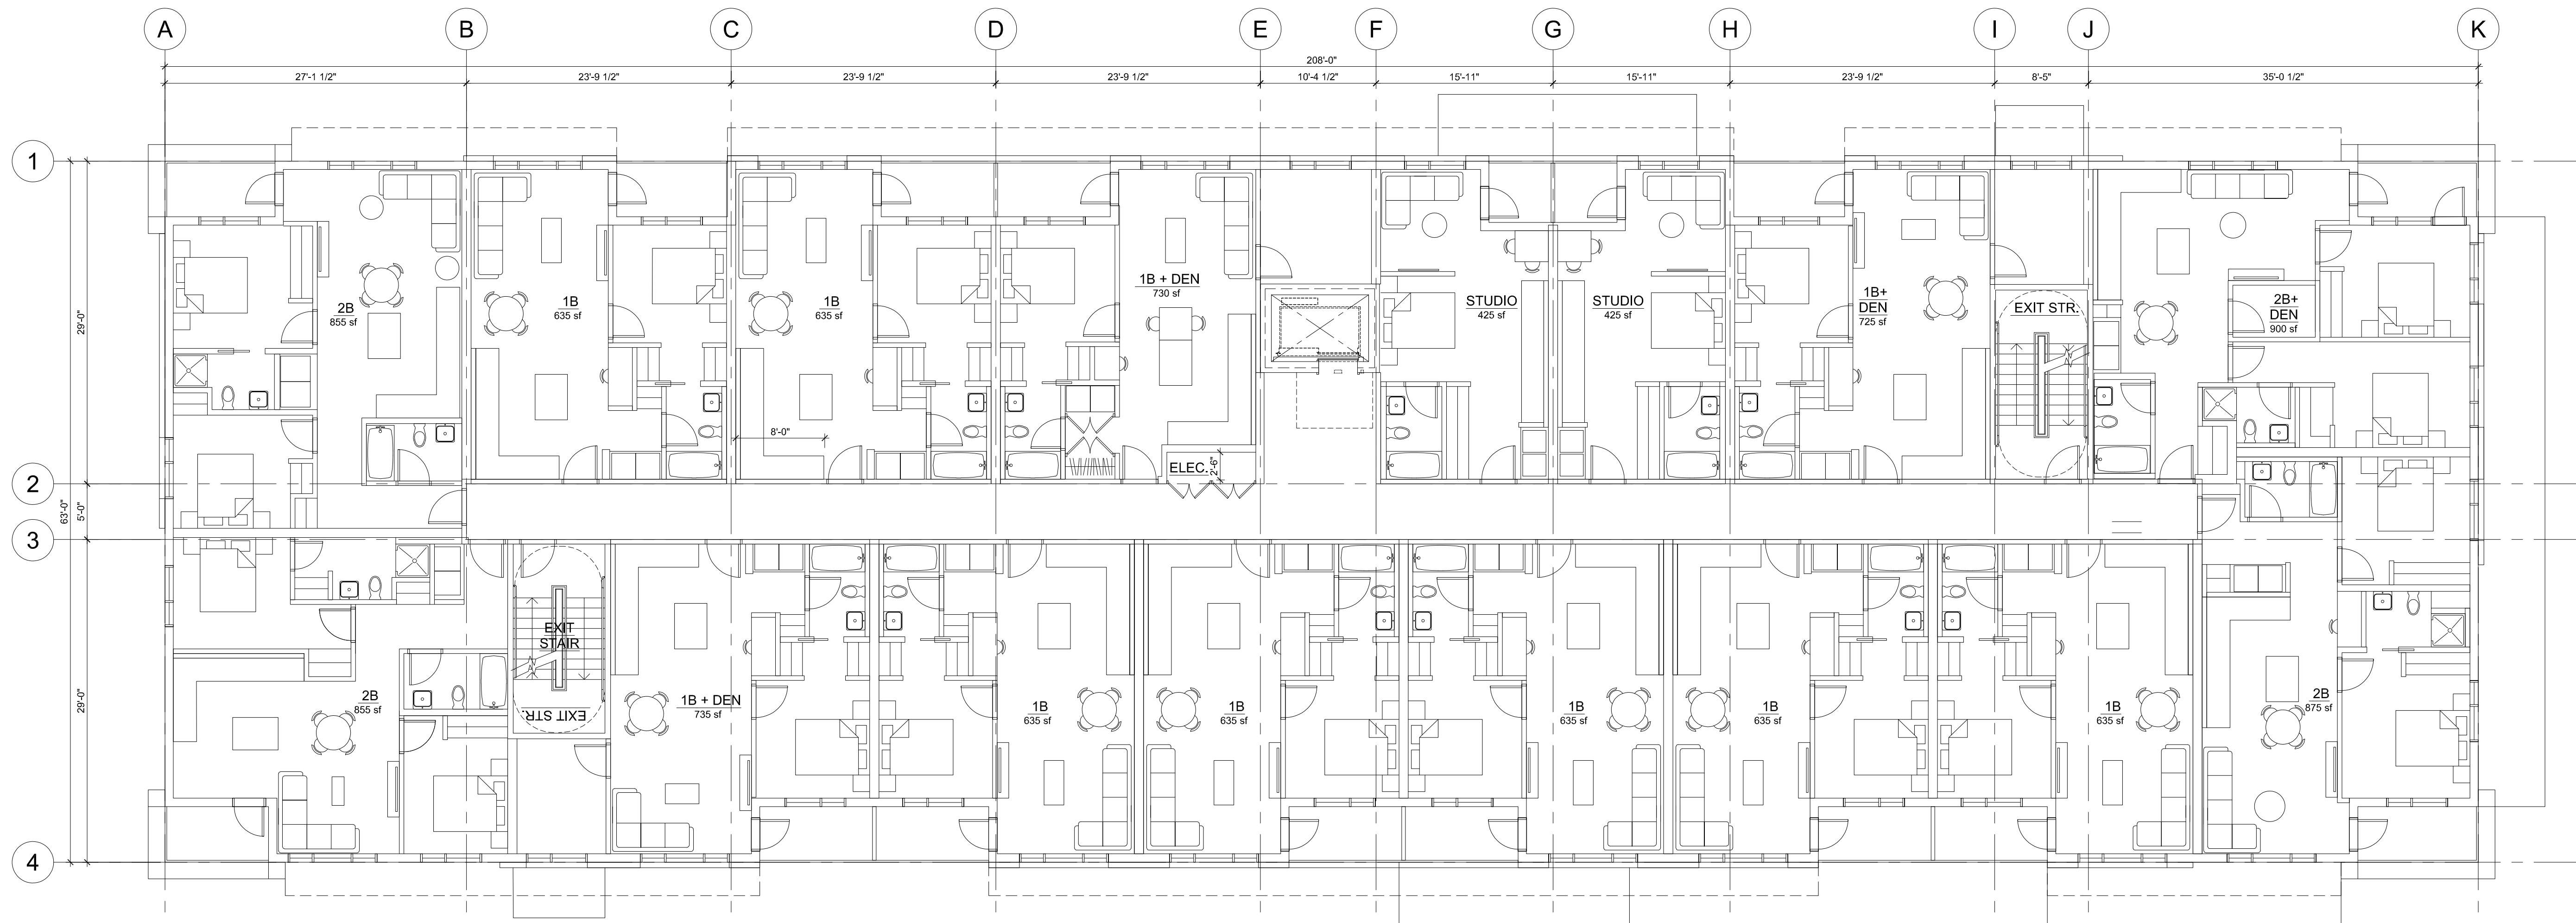 A B C D E F G H I J K
208'-0"
27'-1 1/2" 23'-9 1/2" 23'-9 1/2" 23'-9 1/2" 10'-4 1/2" 15'-11" 15'-11" 23'-9 1/2" 8'-5" 35'-0 1/2"
1
2B
855 sf
1B
635 sf
1B
635 sf
1B + DEN
730 sf
STUDIO
425 sf
STUDIO
425 sf
1B+
DEN
725 sf
EXIT STR.
2B+
DEN
900 sf
29'-0"
8'-0"
ELEC.
2'-6"
2
63'-0"
5'-0"
3
EXIT
STAIR
EXIT STR.
29'-0"
2B
855 sf
1B + DEN
735 sf
1B
635 sf
1B
635 sf
1B
635 sf
1B
635 sf
1B
635 sf
2B
875 sf
4